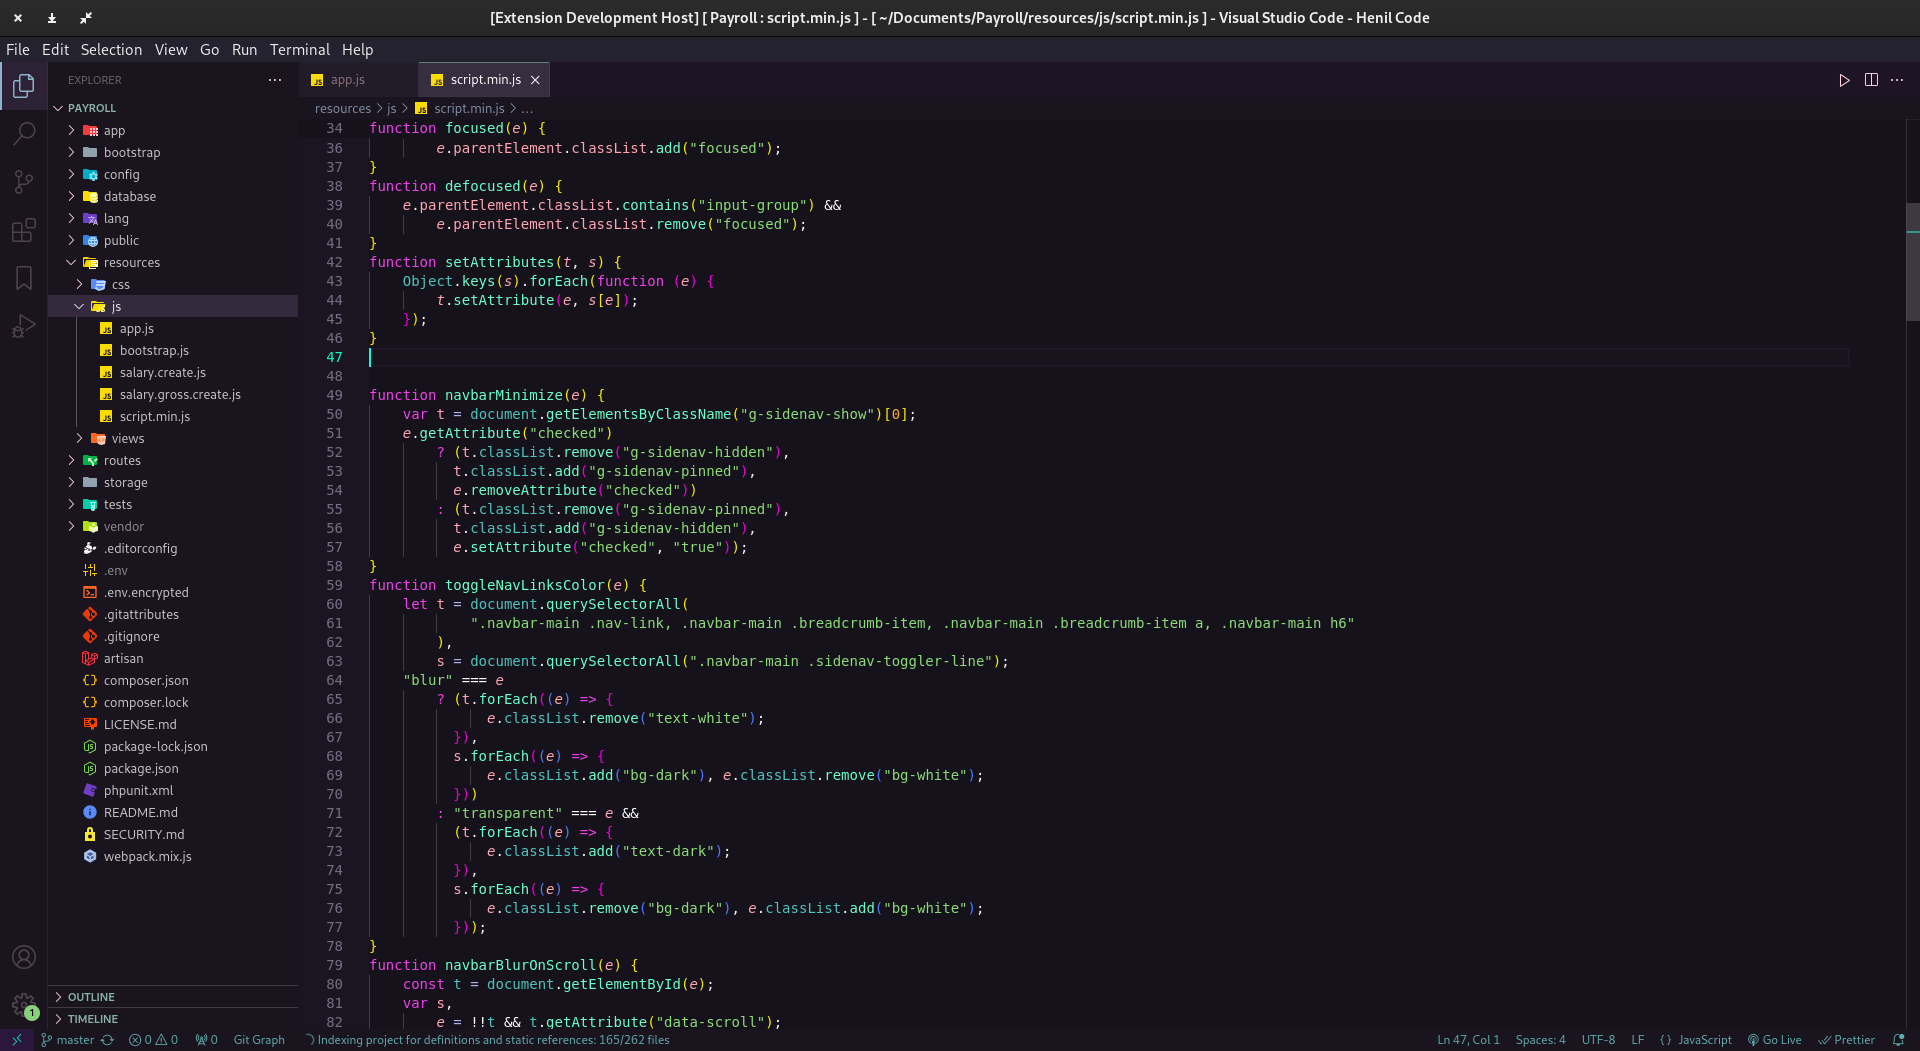 [Extension Development Host] [ Payroll : script.min.js ] - [ ~/Documents/Payroll/resources/js/script.min.js ] - Visual Studio Code - Henil Code
File Edit Selection View Go Run Terminal Help
EXPLORER
PAYROLL
app
bootstrap
config
database
lang
public
resources
css
js
app.js
bootstrap.js
salary.create.js
salary.gross.create.js
script.min.js
views
routes
storage
tests
vendor
.editorconfig
.env
.env.encrypted
.gitattributes
.gitignore
artisan
composer.json
composer.lock
LICENSE.md
package-lock.json
package.json
phpunit.xml
README.md
SECURITY.md
webpack.mix.js
OUTLINE
TIMELINE
app.js script.min.js
resources > js > script.min.js > ...
34 function focused(e) {
36 e.parentElement.classList.add("focused");
37 }
38 function defocused(e) {
39 e.parentElement.classList.contains("input-group") &&
40 e.parentElement.classList.remove("focused");
41 }
42 function setAttributes(t, s) {
43 Object.keys(s).forEach(function (e) {
44 t.setAttribute(e, s[e]);
45 });
46 }
47
48
49 function navbarMinimize(e) {
50 var t = document.getElementsByClassName("g-sidenav-show")[0];
51 e.getAttribute("checked")
52 ? (t.classList.remove("g-sidenav-hidden"),
53 t.classList.add("g-sidenav-pinned"),
54 e.removeAttribute("checked"))
55 : (t.classList.remove("g-sidenav-pinned"),
56 t.classList.add("g-sidenav-hidden"),
57 e.setAttribute("checked", "true"));
58 }
59 function toggleNavLinksColor(e) {
60 let t = document.querySelectorAll(
61 ".navbar-main .nav-link, .navbar-main .breadcrumb-item, .navbar-main .breadcrumb-item a, .navbar-main h6"
62 ),
63 s = document.querySelectorAll(".navbar-main .sidenav-toggler-line");
64 "blur" === e
65 ? (t.forEach((e) => {
66 e.classList.remove("text-white");
67 }),
68 s.forEach((e) => {
69 e.classList.add("bg-dark"), e.classList.remove("bg-white");
70 }))
71 : "transparent" === e &&
72 (t.forEach((e) => {
73 e.classList.add("text-dark");
74 }),
75 s.forEach((e) => {
76 e.classList.remove("bg-dark"), e.classList.add("bg-white");
77 }));
78 }
79 function navbarBlurOnScroll(e) {
80 const t = document.getElementById(e);
81 var s,
82 e = !!t && t.getAttribute("data-scroll");
1
master 0 0 0 Git Graph Indexing project for definitions and static references: 165/262 files Ln 47, Col 1 Spaces: 4 UTF-8 LF {} JavaScript Go Live Prettier